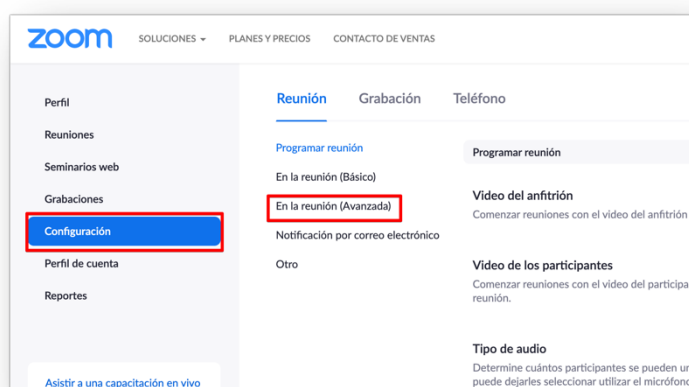 zoom
SOLUCIONES
PLANES Y PRECIOS
CONTACTO DE VENTAS
Perfil
Reuniones
Seminarios web
Grabaciones
Configuración
Perfil de cuenta
Reportes
Asistir a una capacitación en vivo
Reunión
Grabación
Teléfono
Programar reunión
En la reunión (Básico)
En la reunión (Avanzada)
Notificación por correo electrónico
Otro
Programar reunión
Video del anfitrión
Comenzar reuniones con el video del anfitrión
Video de los participantes
Comenzar reuniones con el video del participa
reunión.
Tipo de audio
Determine cuántos participantes se pueden un
puede dejarles seleccionar utilizar el micrófono